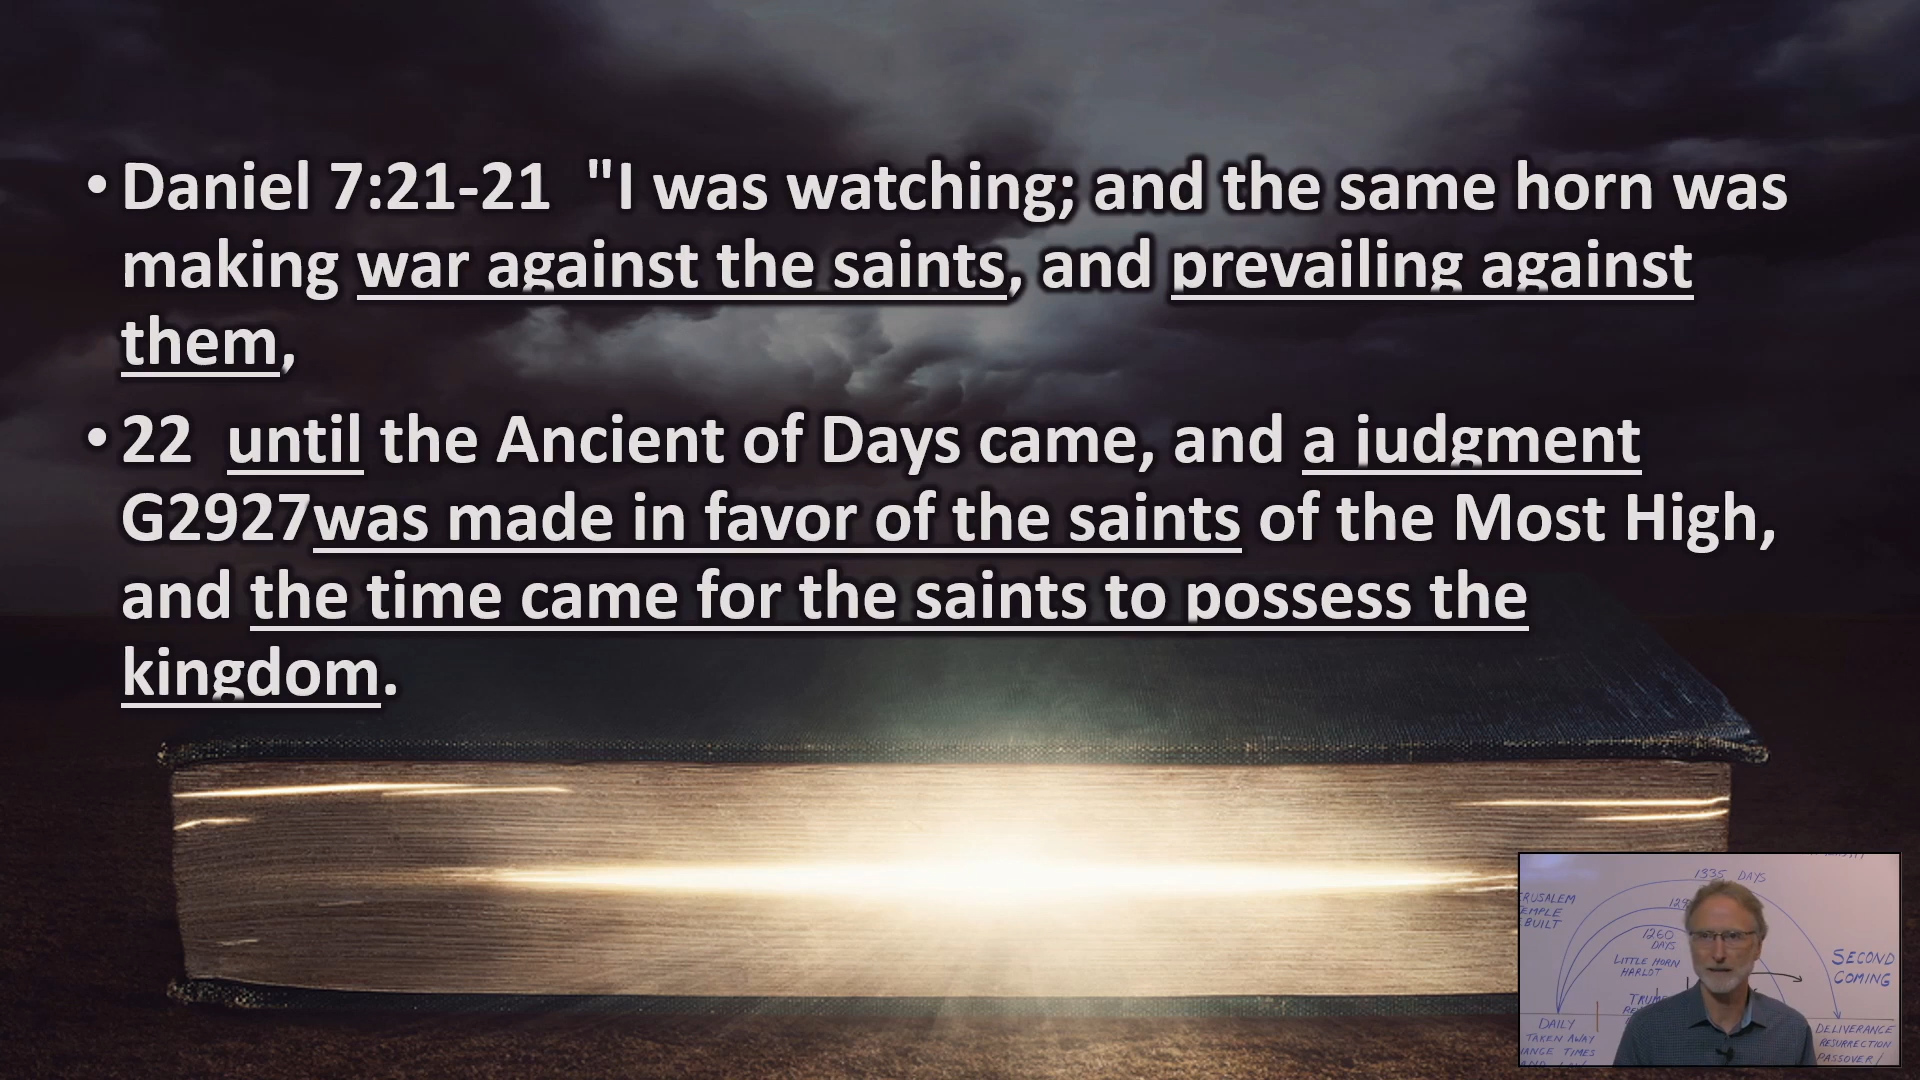 • Daniel 7:21-21 "I was watching; and the same horn was
making war against the saints, and prevailing against
them,
• 22 until the Ancient of Days came, and a judgment
G2927was made in favor of the saints of the Most High,
and the time came for the saints to possess the
kingdom.
1335 DAYS
1260
DAYS
LITTLE HORN
HARLOT
SECOND
COMING
DAILY
TAKEN AWAY
TIMES
DELIVERANCE
RESURRECTION
PASSOVER/
BUILT